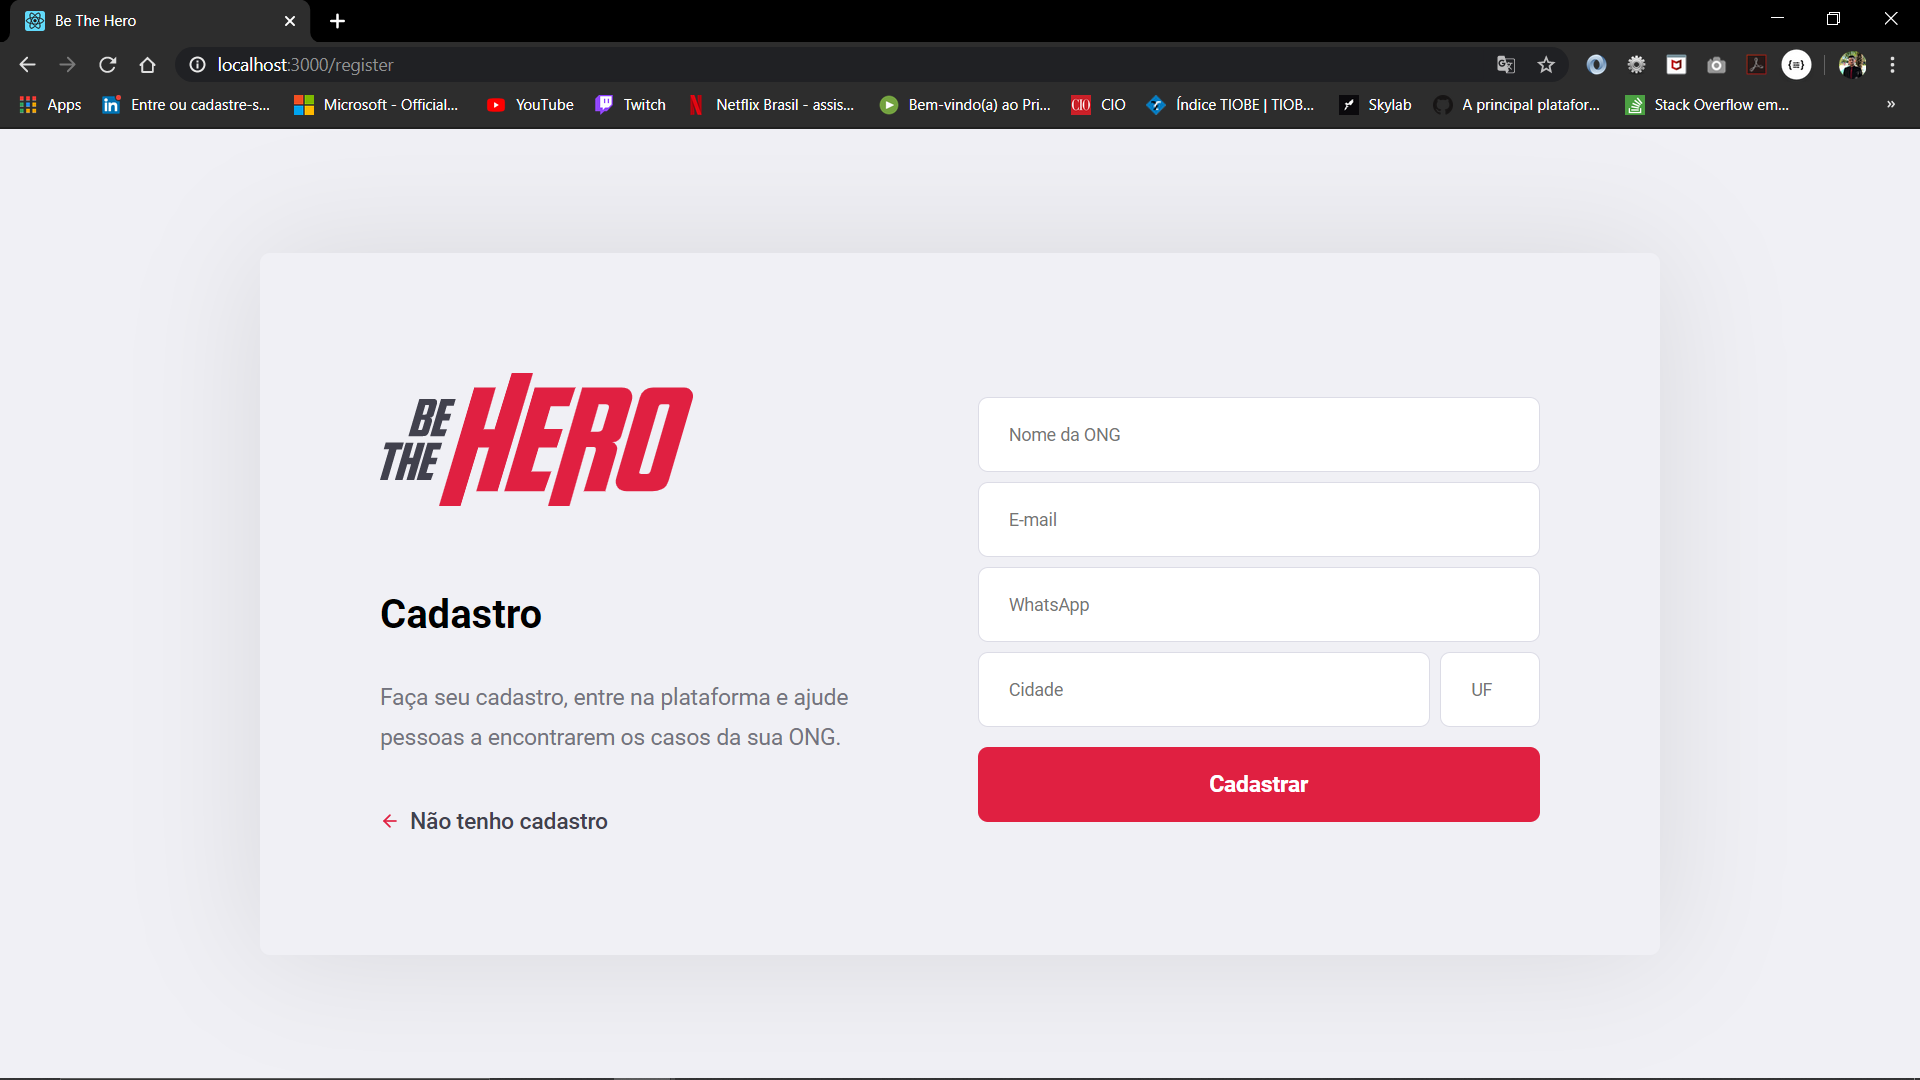 Be The Hero
localhost:3000/register
Apps
Entre ou cadastre-s...
Microsoft - Official...
YouTube
Twitch
Netflix Brasil - assis...
Bem-vindo(a) ao Pri...
CIO CIO
Índice TIOBE | TIOB...
Skylab
A principal platafor...
Stack Overflow em...
»
BE
THE
HERO
Cadastro
Faça seu cadastro, entre na plataforma e ajude
pessoas a encontrarem os casos da sua ONG.
Não tenho cadastro
Nome da ONG
E-mail
WhatsApp
Cidade
UF
Cadastrar